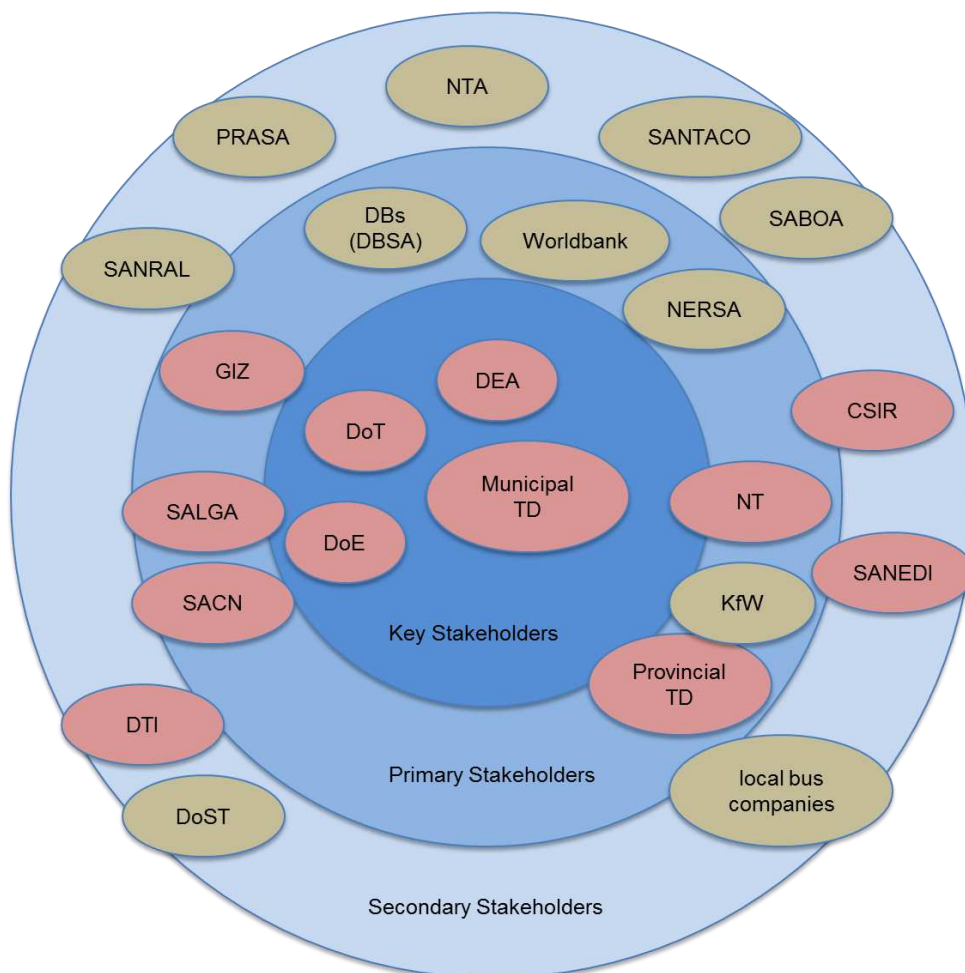 NTA
PRASA
SANTACO
SABOA
DBs
(DBSA)
Worldbank
SANRAL
NERSA
GIZ
DEA
CSIR
DoT
Municipal
TD
NT
SALGA
DoE
SANEDI
SACN
KfW
Key Stakeholders
Provincial
TD
DTI
Primary Stakeholders
local bus
companies
DoST
Secondary Stakeholders